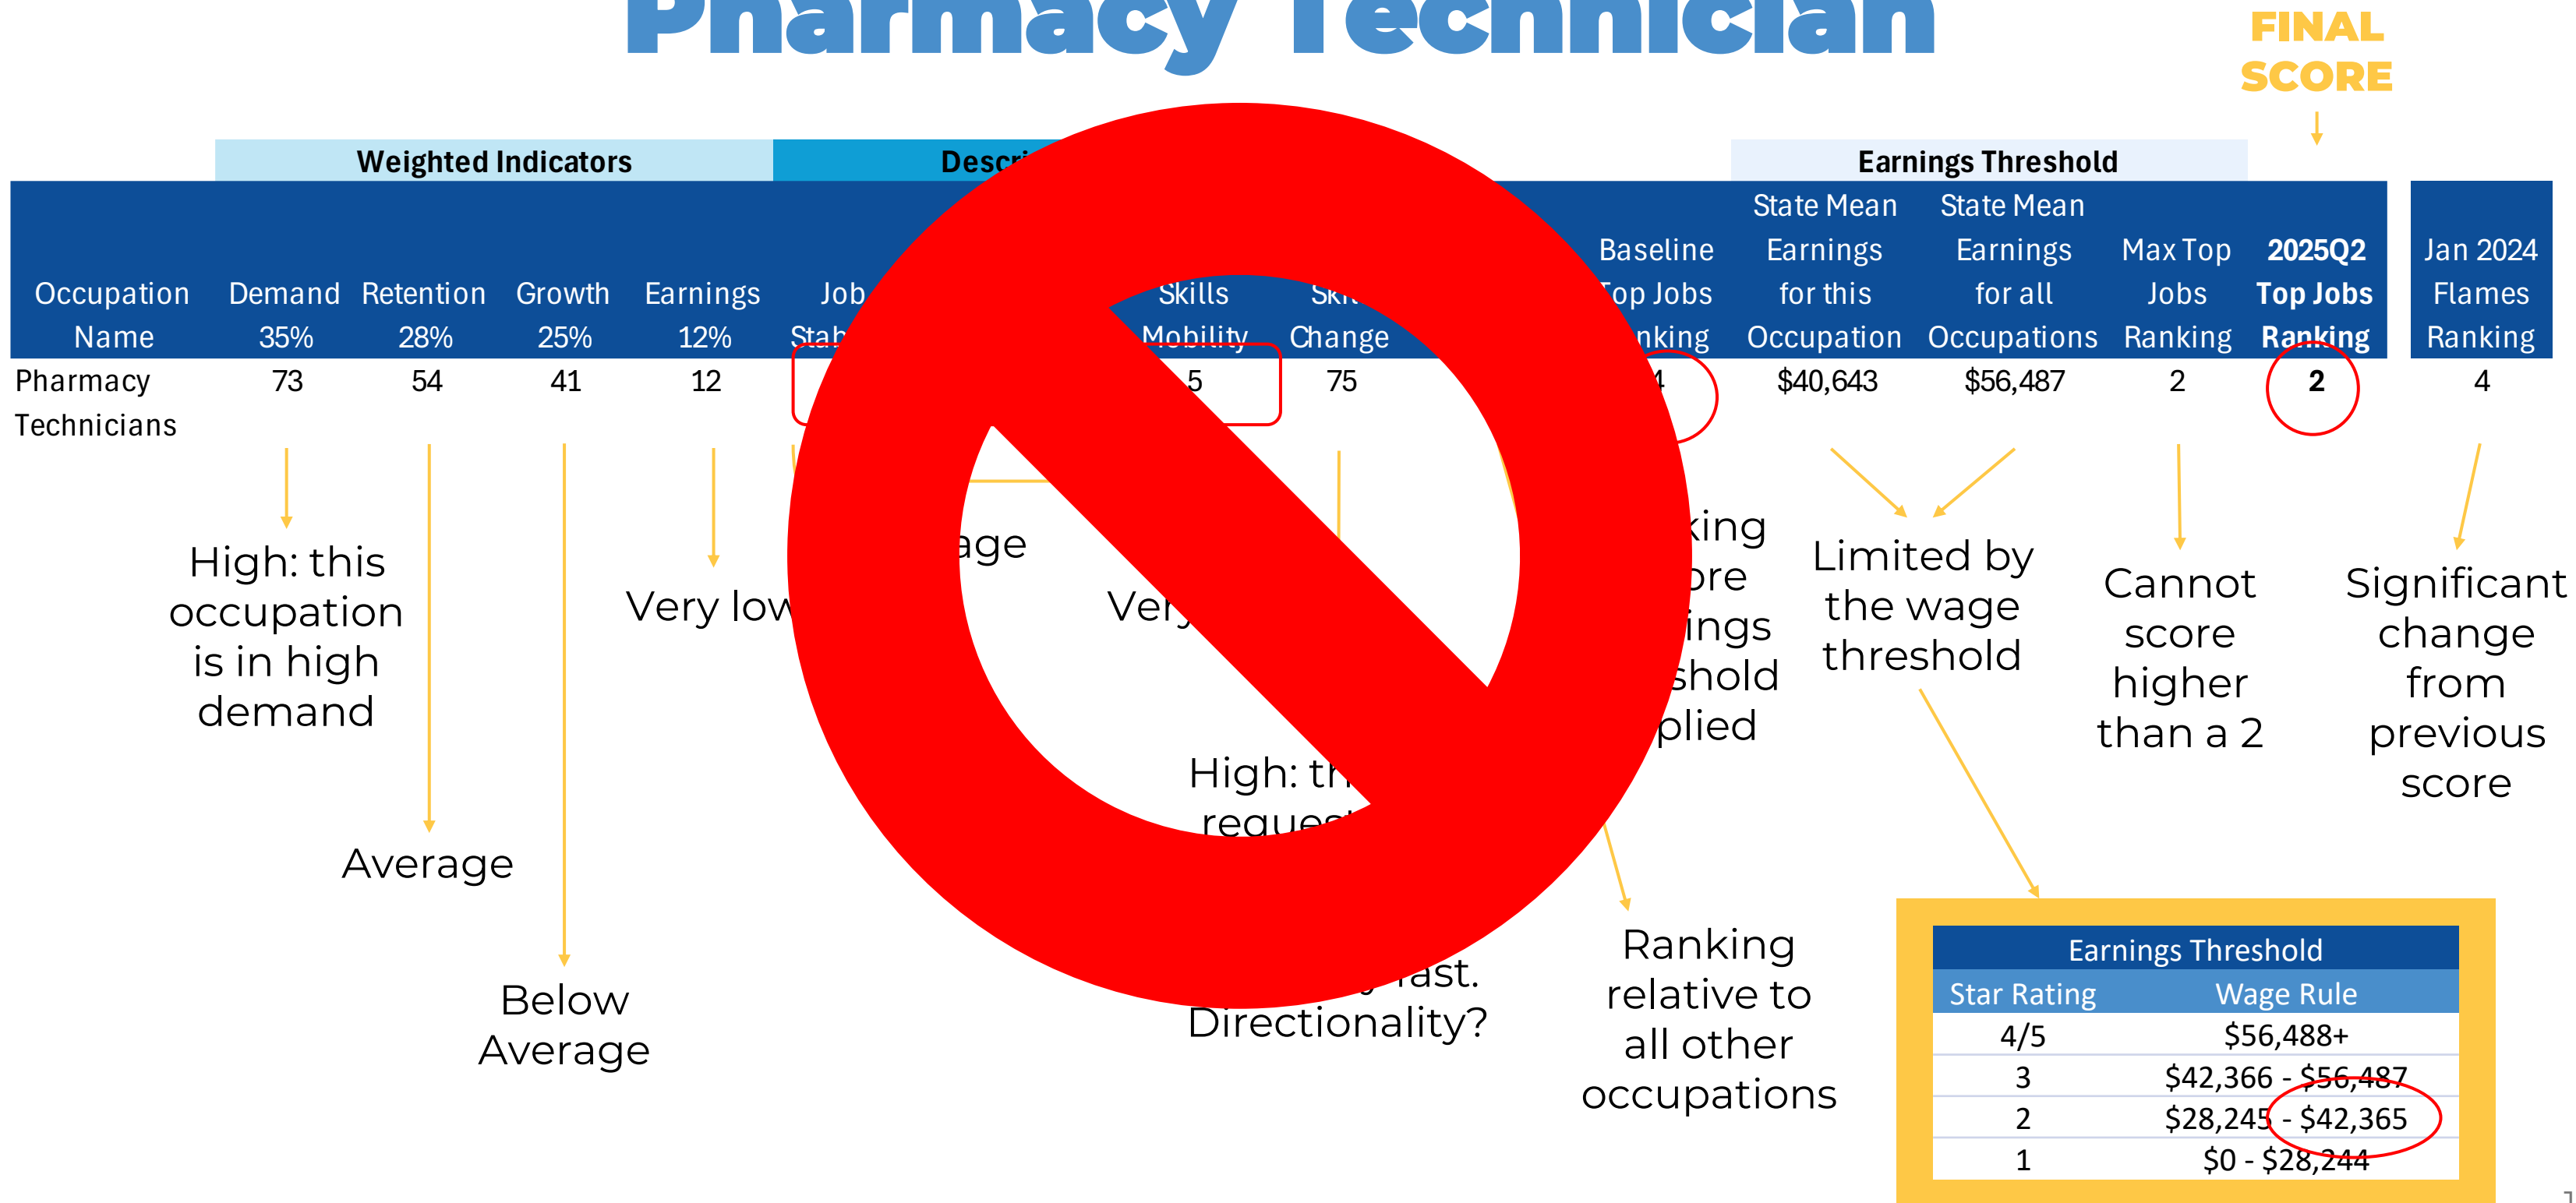 Pharmacy Technician
FINAL
SCORE
Weighted Indicators
Earnings Threshold
Occupation
Name
Demand
35%
Retention
28%
Growth
25%
Earnings
12%
Job
Skills
Mobility
Change
Baseline
Top Jobs
State Mean
Earnings
for this
Occupation
State Mean
Earnings
for all
Occupations
Max Top
Jobs
Ranking
2025Q2
Top Jobs
Ranking
Jan 2024
Flames
Ranking
Pharmacy
Technicians
73
54
41
12
5
75
4
$40,643
$56,487
2
2
4
High: this
occupation
is in high
demand
Average
Below
Average
Very low
High:
Directionality?
Ranking
relative to
all other
occupations
Limited by
the wage
threshold
Cannot
score
higher
than a 2
Significant
change
from
previous
score
Earnings Threshold
Star Rating Wage Rule
4/5 $56,488+
3 $42,366 - $56,487
2 $28,245 - $42,365
1 $0 - $28,244